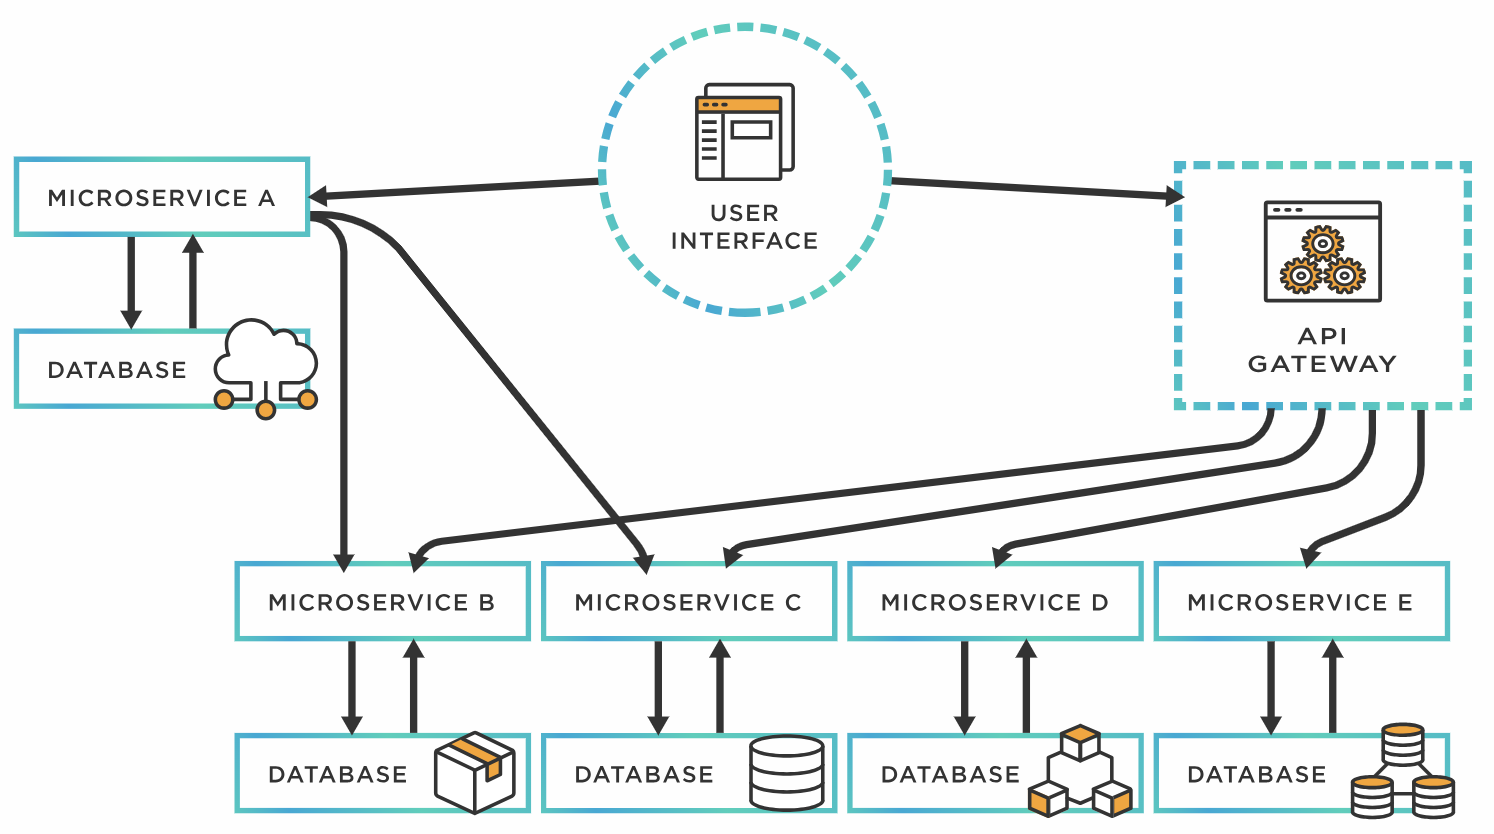 USER
INTERFACE
MICROSERVICE A
DATABASE
API
GATEWAY
MICROSERVICE B
MICROSERVICE C
MICROSERVICE D
MICROSERVICE E
DATABASE
DATABASE
DATABASE
DATABASE